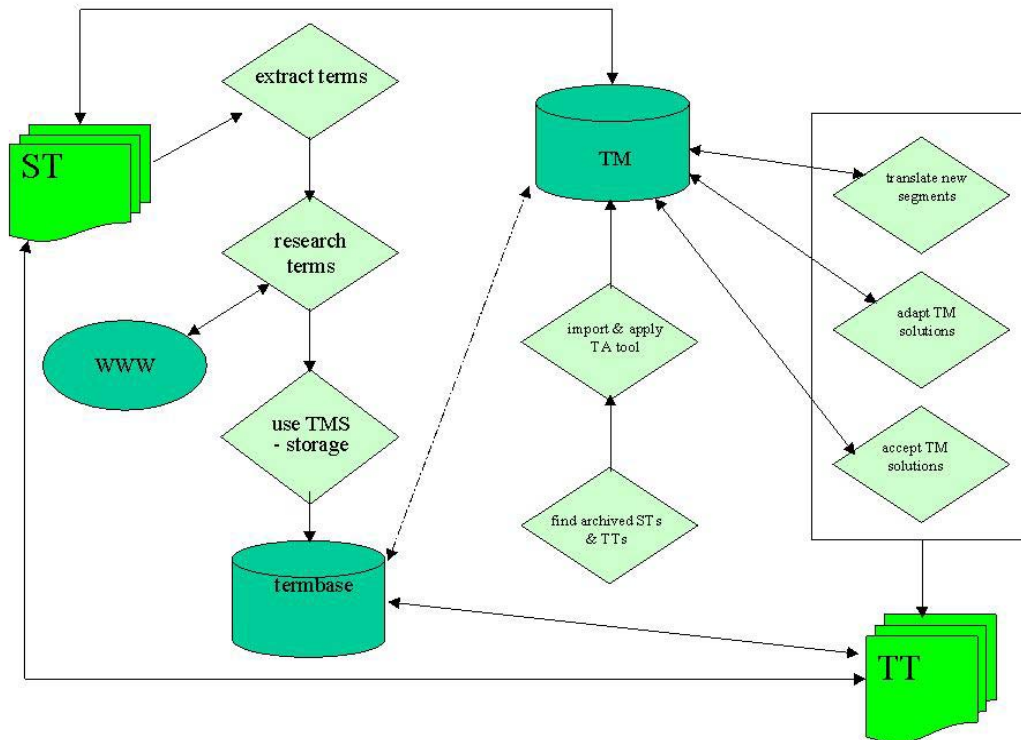 extract terms
ST
TM
translate new
segments
research
terms
import & apply
TA tool
adapt TM
solutions
WWW
use TMS
- storage
accept TM
solutions
find archived STs
& TTs
termbase
TT